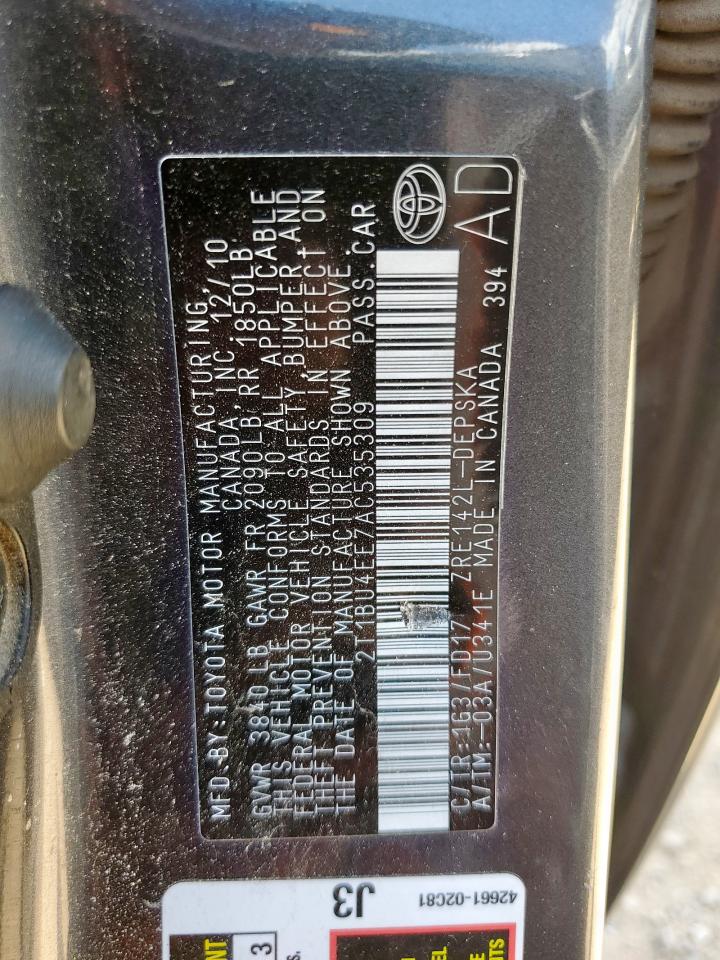 MFD BY: TOYOTA MOTOR MANUFACTURING,
CANADA, INC. 12/10
GVWR 3840 LB GAWR FR 2090LB, RR 1850LB
THIS VEHICLE CONFORMS TO ALL APPLICABLE
FEDERAL MOTOR VEHICLE SAFETY, BUMPER, AND
THEFT PREVENTION STANDARDS IN EFFECT ON
THE DATE OF MANUFACTURE SHOWN ABOVE.
2T1BU4EE7AC535309 PASS.CAR
C/TR: 1G3/FD17 ZRE142L-DEPSKA
A/TM:-03A/U341E MADE IN CANADA 394
AD
J3
42661-02C81
3